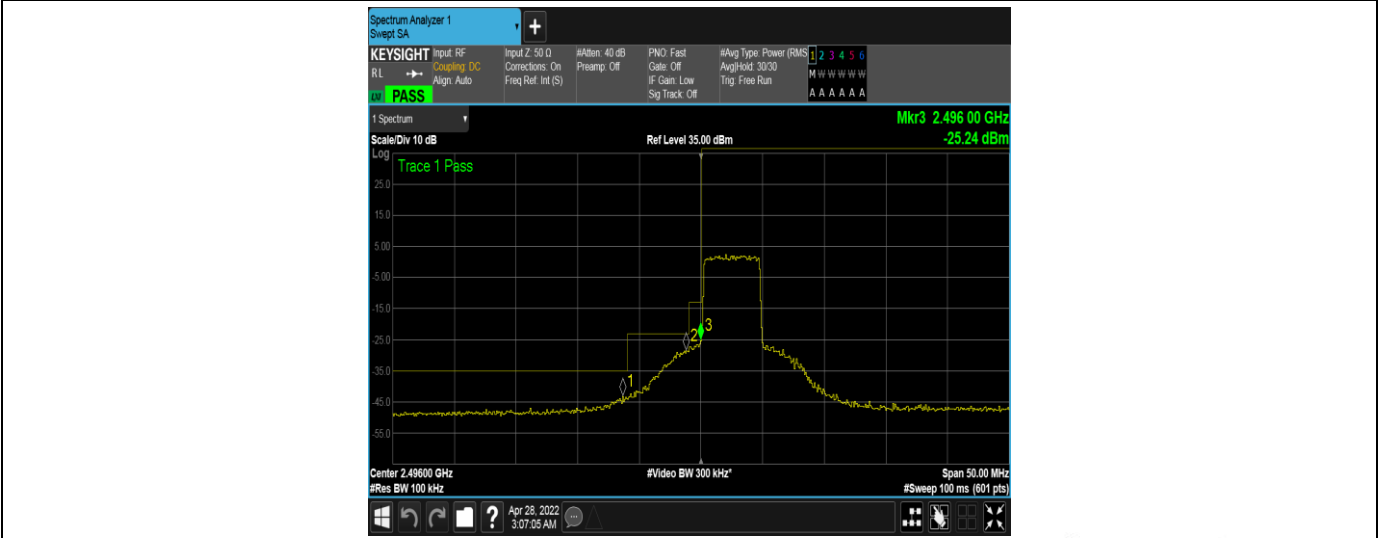 Spectrum Analyzer 1
Swept SA
+
KEYSIGHT Input: RF Input Z: 50 Ω #Atten: 40 dB PNO: Fast #Avg Type: Power (RMS 1 2 3 4 5 6
Coupling: DC Corrections: On Preamp: Off Gate: Off Avg|Hold: 30/30
RL Align: Auto Freq Ref: Int (S) IF Gain: Low Trig: Free Run M W W W W W
Sig Track: Off
PASS A A A A A A
1 Spectrum
Mkr3 2.496 00 GHz
Scale/Div 10 dB Ref Level 35.00 dBm -25.24 dBm
Log
Trace 1 Pass
25.0
15.0
5.00
-5.00
-15.0
-25.0
2 3
-35.0
1
-45.0
-55.0
Center 2.49600 GHz #Video BW 300 kHz* Span 50.00 MHz
#Res BW 100 kHz #Sweep 100 ms (601 pts)
? Apr 28, 2022
3:07:05 AM